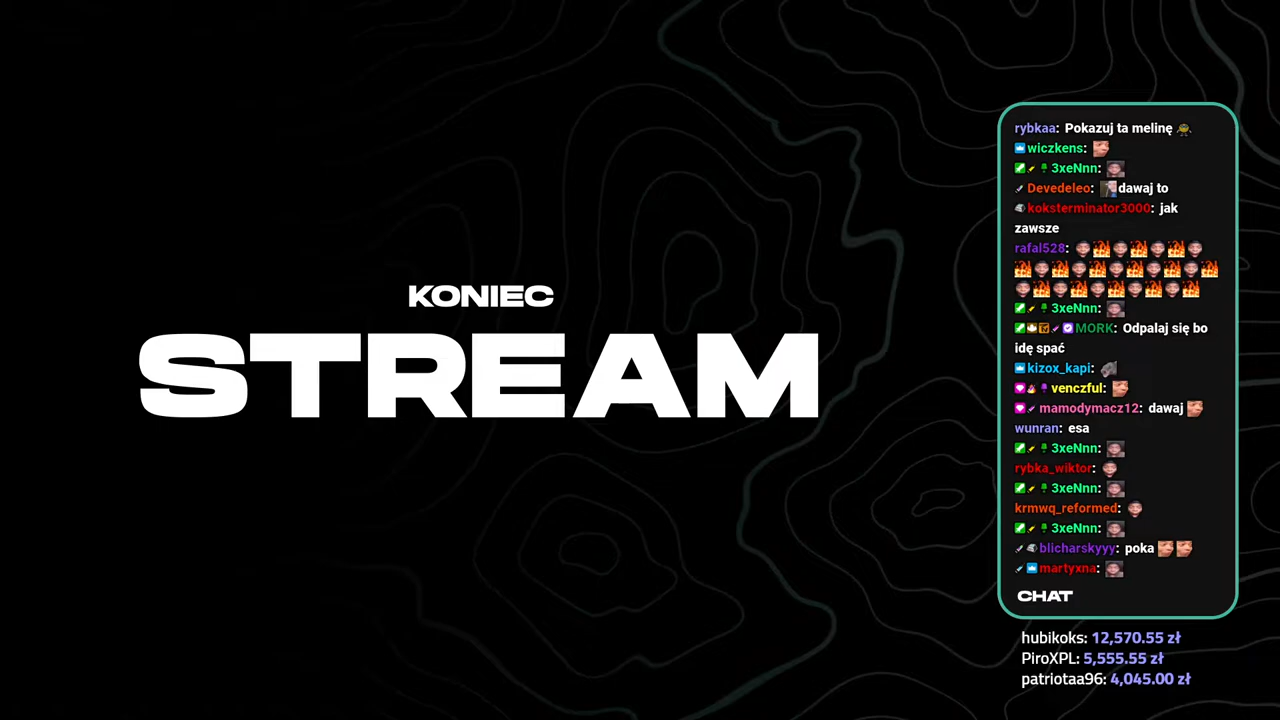 KONIEC
STREAM
rybkaa: Pokazuj ta melinę
wiczkens:
3xeNnn:
Devedeleo: dawaj to
koksterminator3000: jak
zawsze
rafal528:
3xeNnn:
MORK: Odpalaj się bo
idę spać
kizox_kapi:
venczful:
mamodymacz12: dawaj
wunran: esa
3xeNnn:
rybka_wiktor:
3xeNnn:
krmwq_reformed:
3xeNnn:
blicharskyyy: poka
martyxna:
CHAT
hubikoks: 12,570.55 zł
PiroXPL: 5,555.55 zł
patriotaa96: 4,045.00 zł